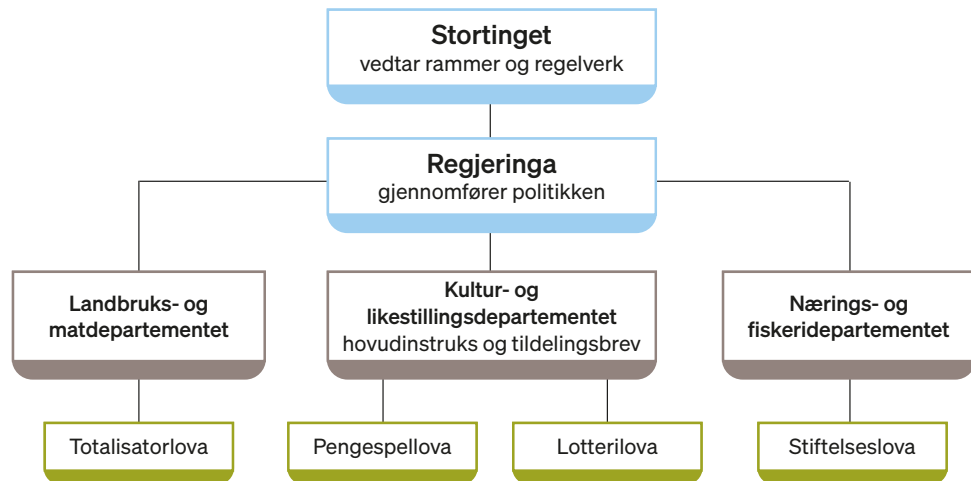 Stortinget
vedtar rammer og regelverk
Regjeringa
gjennomfører politikken
Landbruks- og
matdepartementet
Kultur- og
likestillingsdepartementet
hovudinstruks og tildelingsbrev
Nærings- og
fiskeridepartementet
Totalisatorlova
Pengespellova
Lotterilova
Stiftelseslova